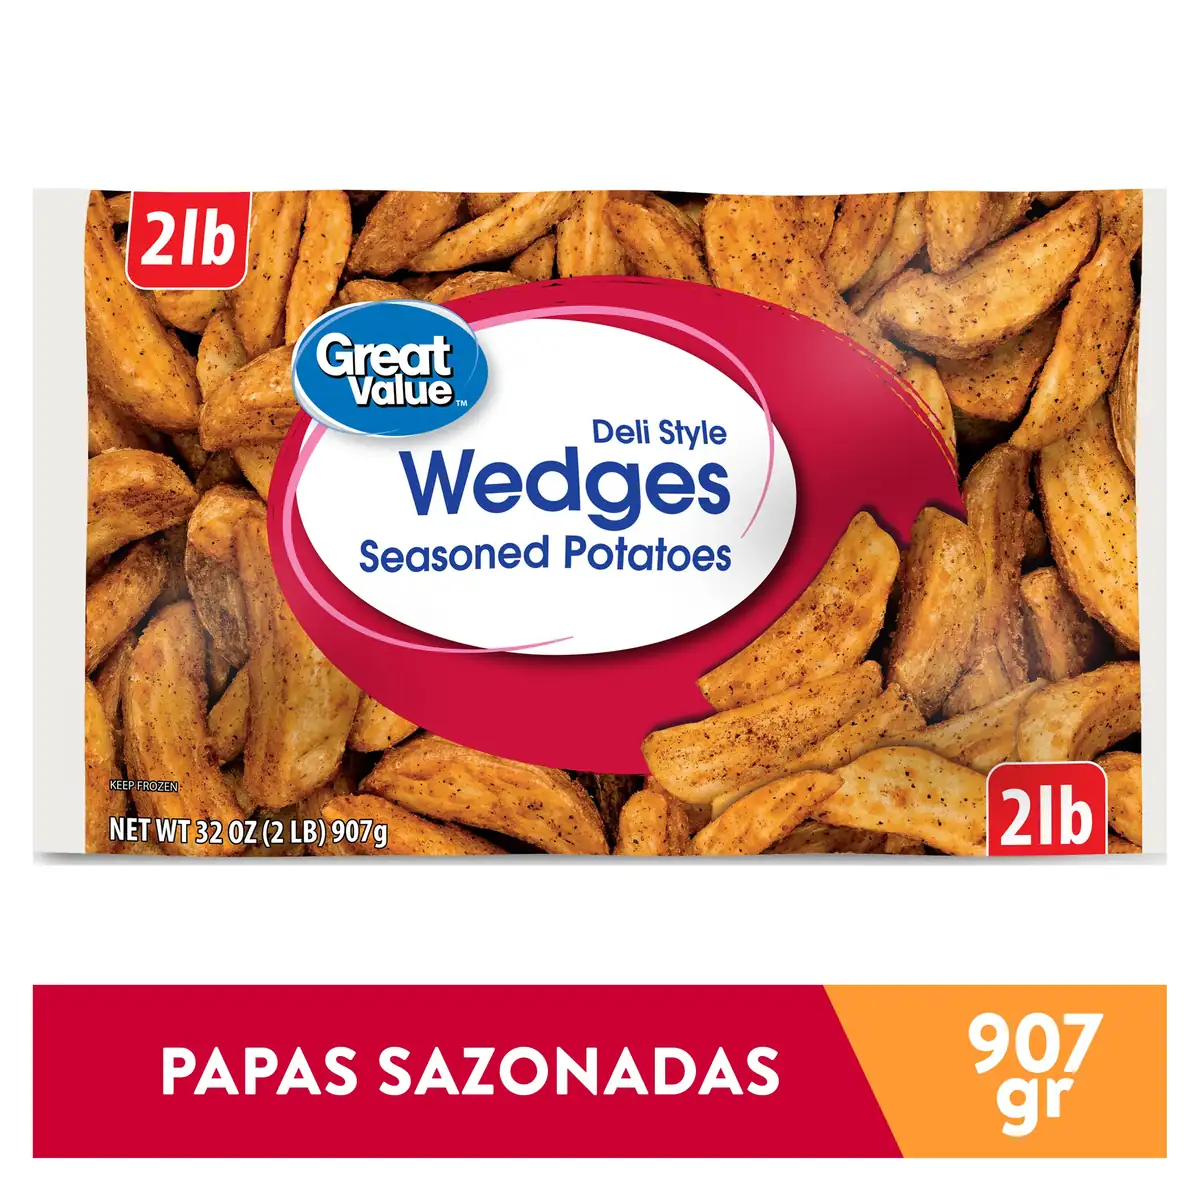 2lb
Great
Value™
Deli Style
Wedges
Seasoned Potatoes
KEEP FROZEN
NET WT 32 OZ (2 LB) 907g
2lb
PAPAS SAZONADAS
907
gr